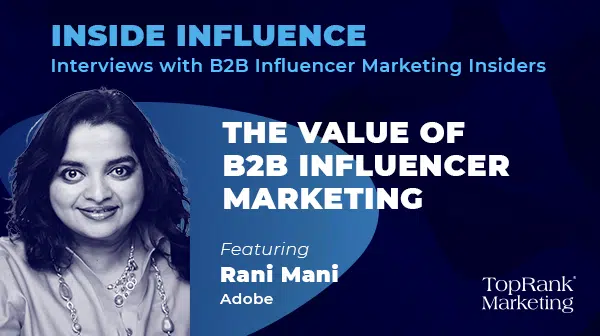 INSIDE INFLUENCE
Interviews with B2B Influencer Marketing Insiders
THE VALUE OF
B2B INFLUENCER
MARKETING
Featuring
Rani Mani
Adobe
TopRank®
Marketing